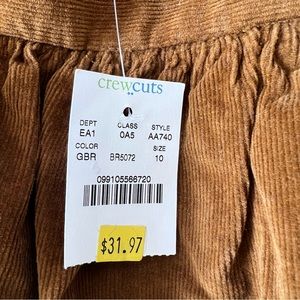 crewcuts
DEPT CLASS STYLE
EA1 0A5 AA740
COLOR SIZE
GBR BR5072 10
099105566720
$31.97